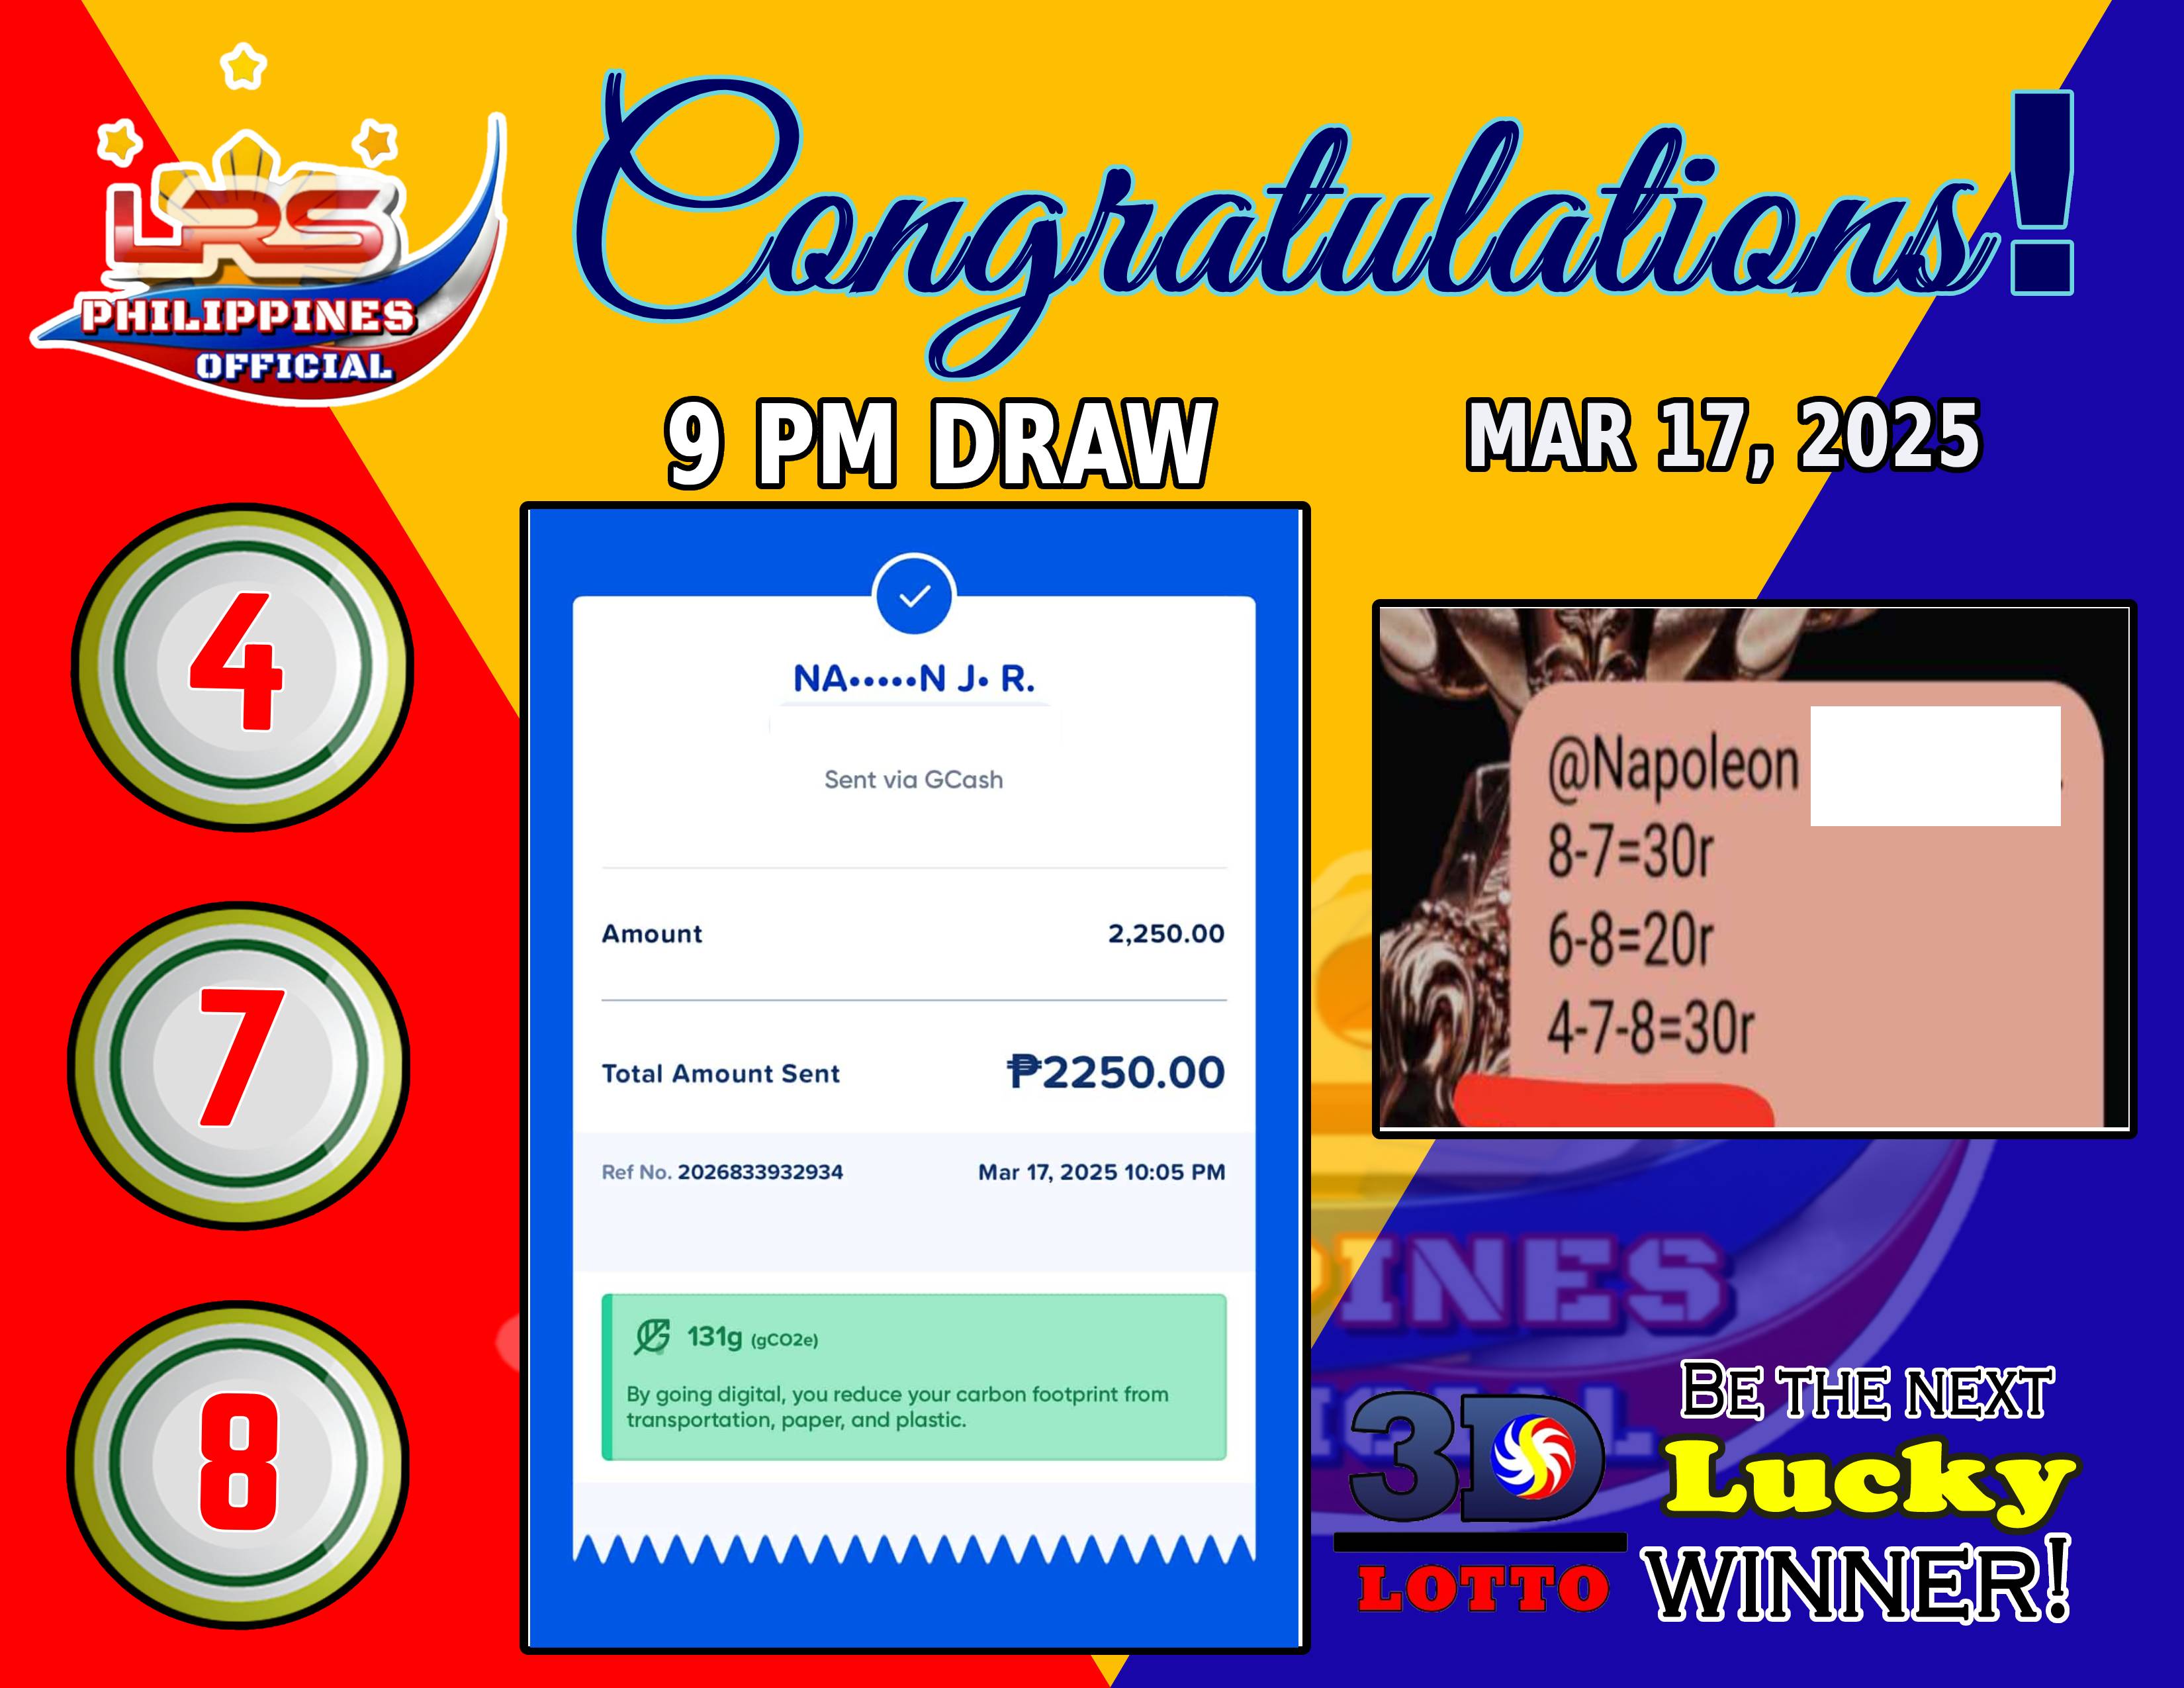 LRS
PHILIPPINES
OFFICIAL
Congratulations!
9 PM DRAW
MAR 17, 2025
4
7
8
NA•••••N J• R.
Sent via GCash
Amount 2,250.00
Total Amount Sent ₱2250.00
Ref No. 2026833932934 Mar 17, 2025 10:05 PM
131g (gCO2e)
By going digital, you reduce your carbon footprint from
transportation, paper, and plastic.
@Napoleon
8-7=30r
6-8=20r
4-7-8=30r
PINES
3D
LOTTO
BE THE NEXT
Lucky
WINNER!